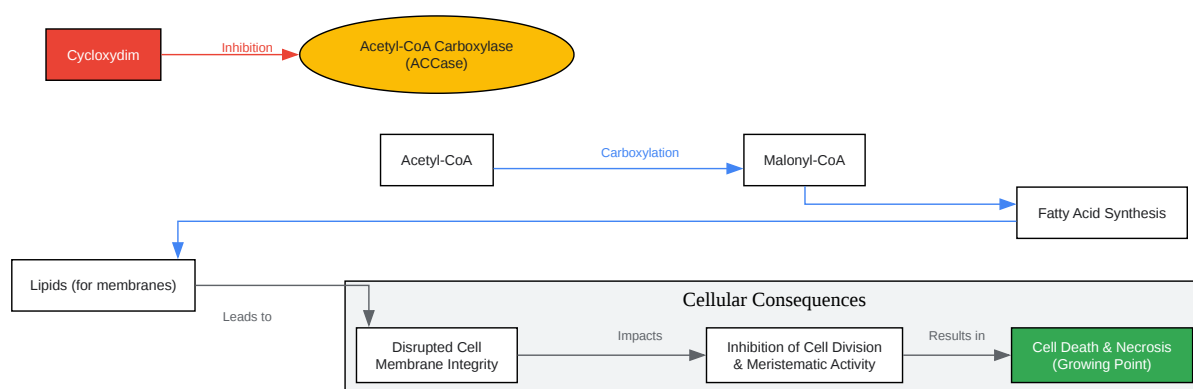 Cycloxydim
Inhibition
Acetyl-CoA Carboxylase
(ACCase)
Acetyl-CoA
Carboxylation
Malonyl-CoA
Fatty Acid Synthesis
Lipids (for membranes)
Leads to
Cellular Consequences
Disrupted Cell
Membrane Integrity
Impacts
Inhibition of Cell Division
& Meristematic Activity
Results in
Cell Death & Necrosis
(Growing Point)